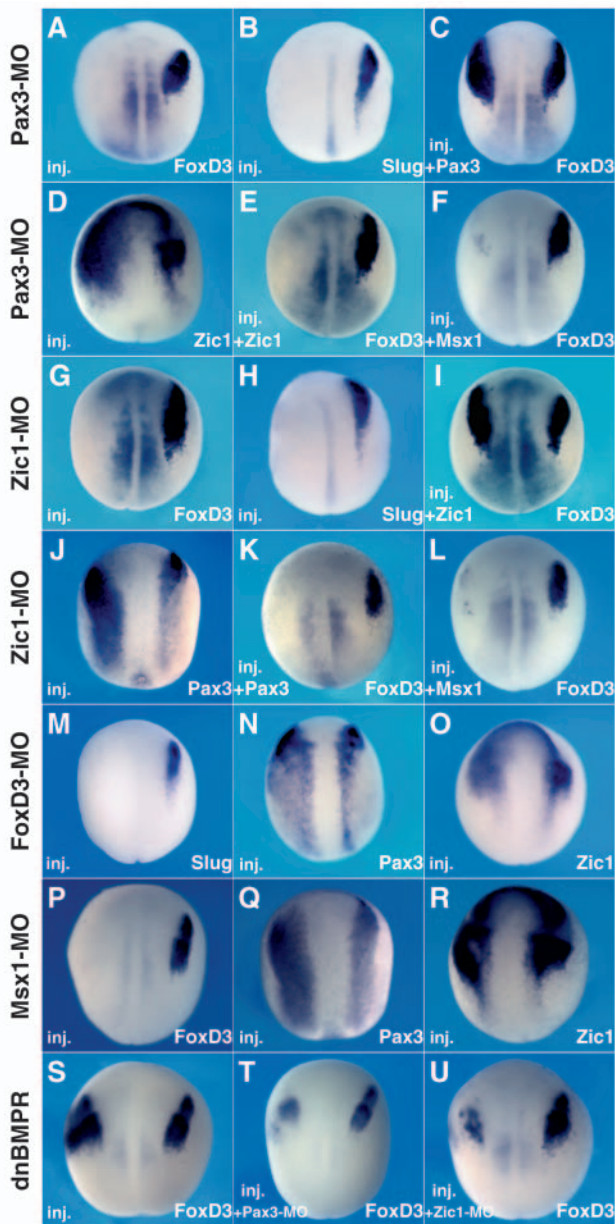 Pax3-MO
A B C
inj. FoxD3 inj. Slug inj. +Pax3 FoxD3
Pax3-MO
D E F
inj. Zic1 inj. +Zic1 FoxD3 inj. +Msx1 FoxD3
Zic1-MO
G H I
inj. FoxD3 inj. Slug inj. +Zic1 FoxD3
Zic1-MO
J K L
inj. Pax3 inj. +Pax3 FoxD3 inj. +Msx1 FoxD3
FoxD3-MO
M N O
inj. Slug inj. Pax3 inj. Zic1
Msx1-MO
P Q R
inj. FoxD3 inj. Pax3 inj. Zic1
dnBMPR
S T U
inj. FoxD3 inj. +Pax3-MO FoxD3 inj. +Zic1-MO FoxD3